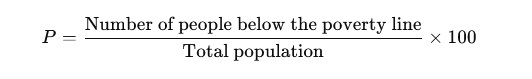 P = Number of people below the poverty line / Total population × 100